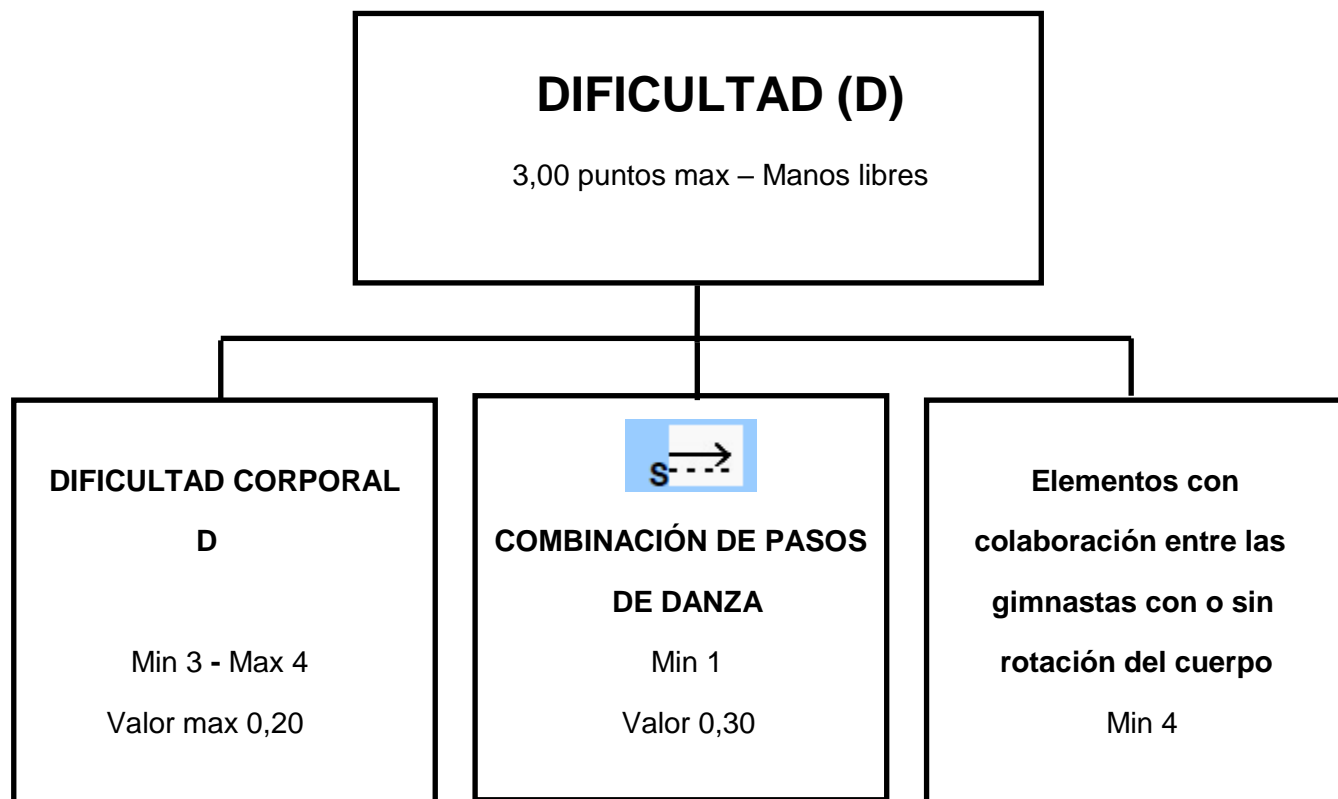 DIFICULTAD (D)
3,00 puntos max – Manos libres
DIFICULTAD CORPORAL
D
Min 3 - Max 4
Valor max 0,20
S
COMBINACIÓN DE PASOS
DE DANZA
Min 1
Valor 0,30
Elementos con
colaboración entre las
gimnastas con o sin
rotación del cuerpo
Min 4